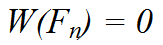 W(Fₙ) = 0